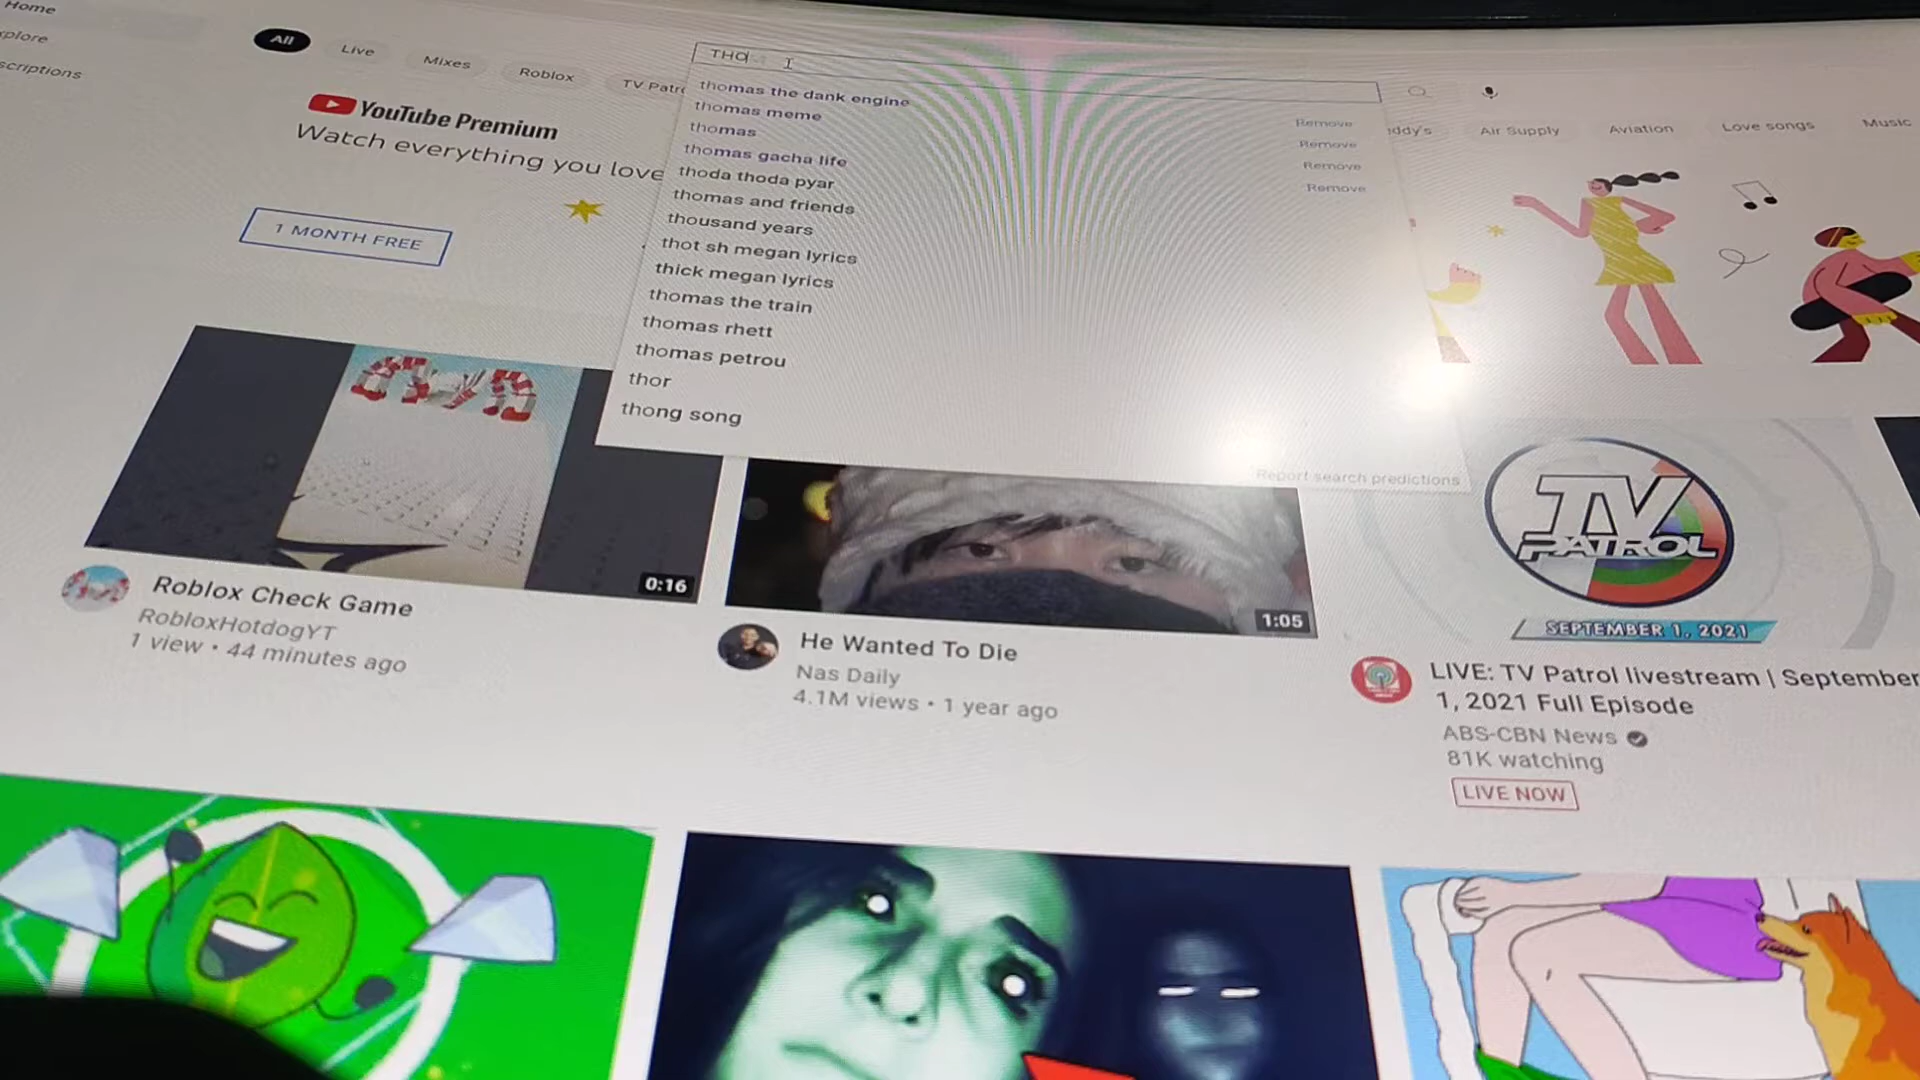 Home
xplore
scriptions
All
Live
Mixes
Roblox
TV Patr
THO
ddy's
Air Supply
Aviation
Love songs
Music
thomas the dank engine
thomas meme
thomas
thomas gacha life
thoda thoda pyar
thomas and friends
thousand years
thot sh megan lyrics
thick megan lyrics
thomas the train
thomas rhett
thomas petrou
thor
thong song
Remove
Remove
Remove
Remove
Report search predictions
YouTube Premium
Watch everything you love
1 MONTH FREE
0:16
Roblox Check Game
RobloxHotdogYT
1 view • 44 minutes ago
1:05
He Wanted To Die
Nas Daily
4.1M views • 1 year ago
TV
PATROL
SEPTEMBER 1, 2021
LIVE: TV Patrol livestream | September
1, 2021 Full Episode
ABS-CBN News
81K watching
LIVE NOW